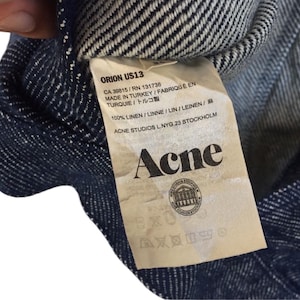 ORION US13
CA 36815 / RN 131736
MADE IN TURKEY / FABRIQUE EN
TURQUIE / トルコ製
100% LINEN / LINNE / LIN / LEINEN / 麻
ACNE STUDIOS L.NYG.23 STOCKHOLM
Acne